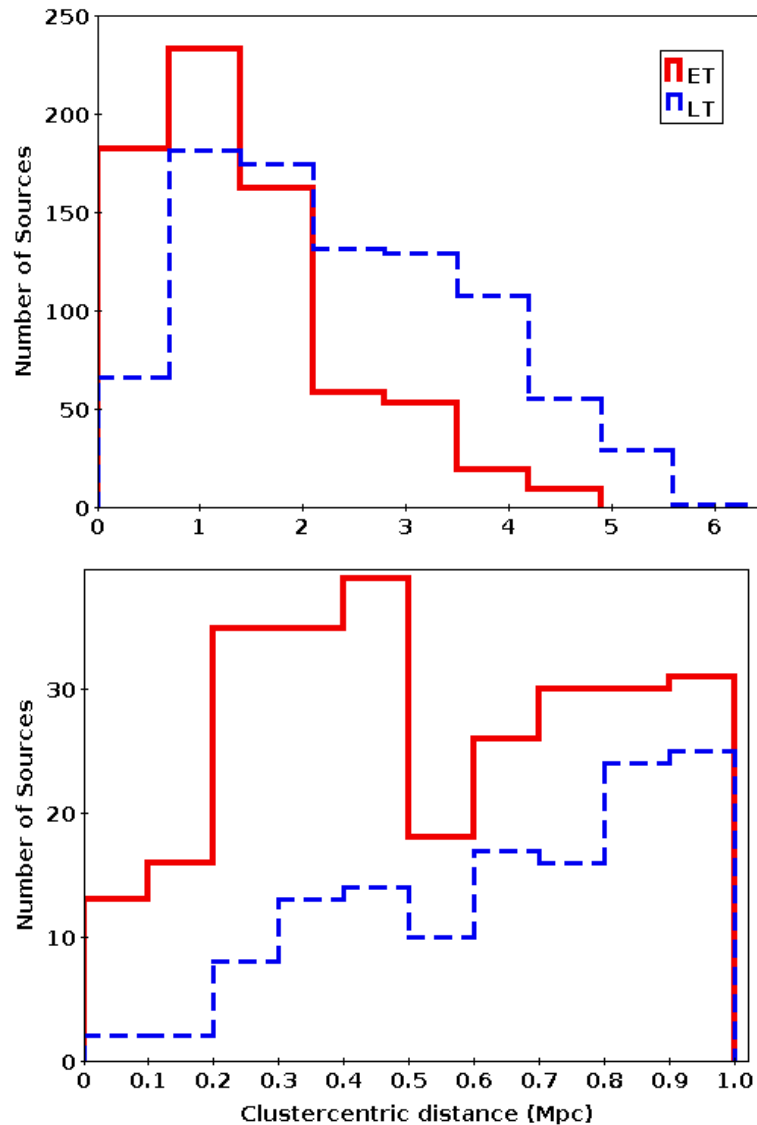 250
200
150
100
50
0
Number of Sources
ET
LT
0 1 2 3 4 5 6
30
20
10
0
Number of Sources
0 0.1 0.2 0.3 0.4 0.5 0.6 0.7 0.8 0.9 1.0
Clustercentric distance (Mpc)